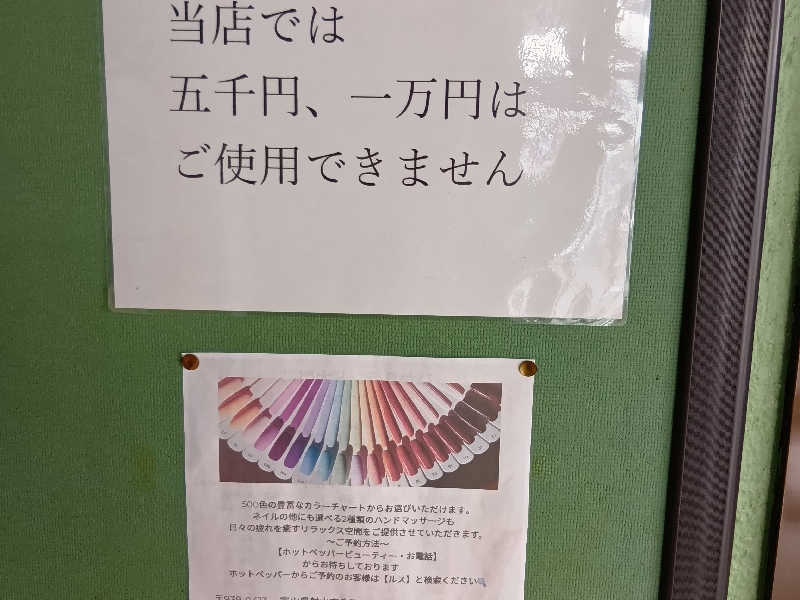 当店では
五千円、一万円は
ご使用できません
500色の豊富なカラーチャートからお選びいただけます。
ネイルの他にも選べる2種類のハンドマッサージも
日々の疲れを癒すリラックス空間をご提供させていただきます。
～ご予約方法～
【ホットペッパービューティー・お電話】
からお待ちしております
ホットペッパーからご予約のお客様は【ルメ】と検索ください